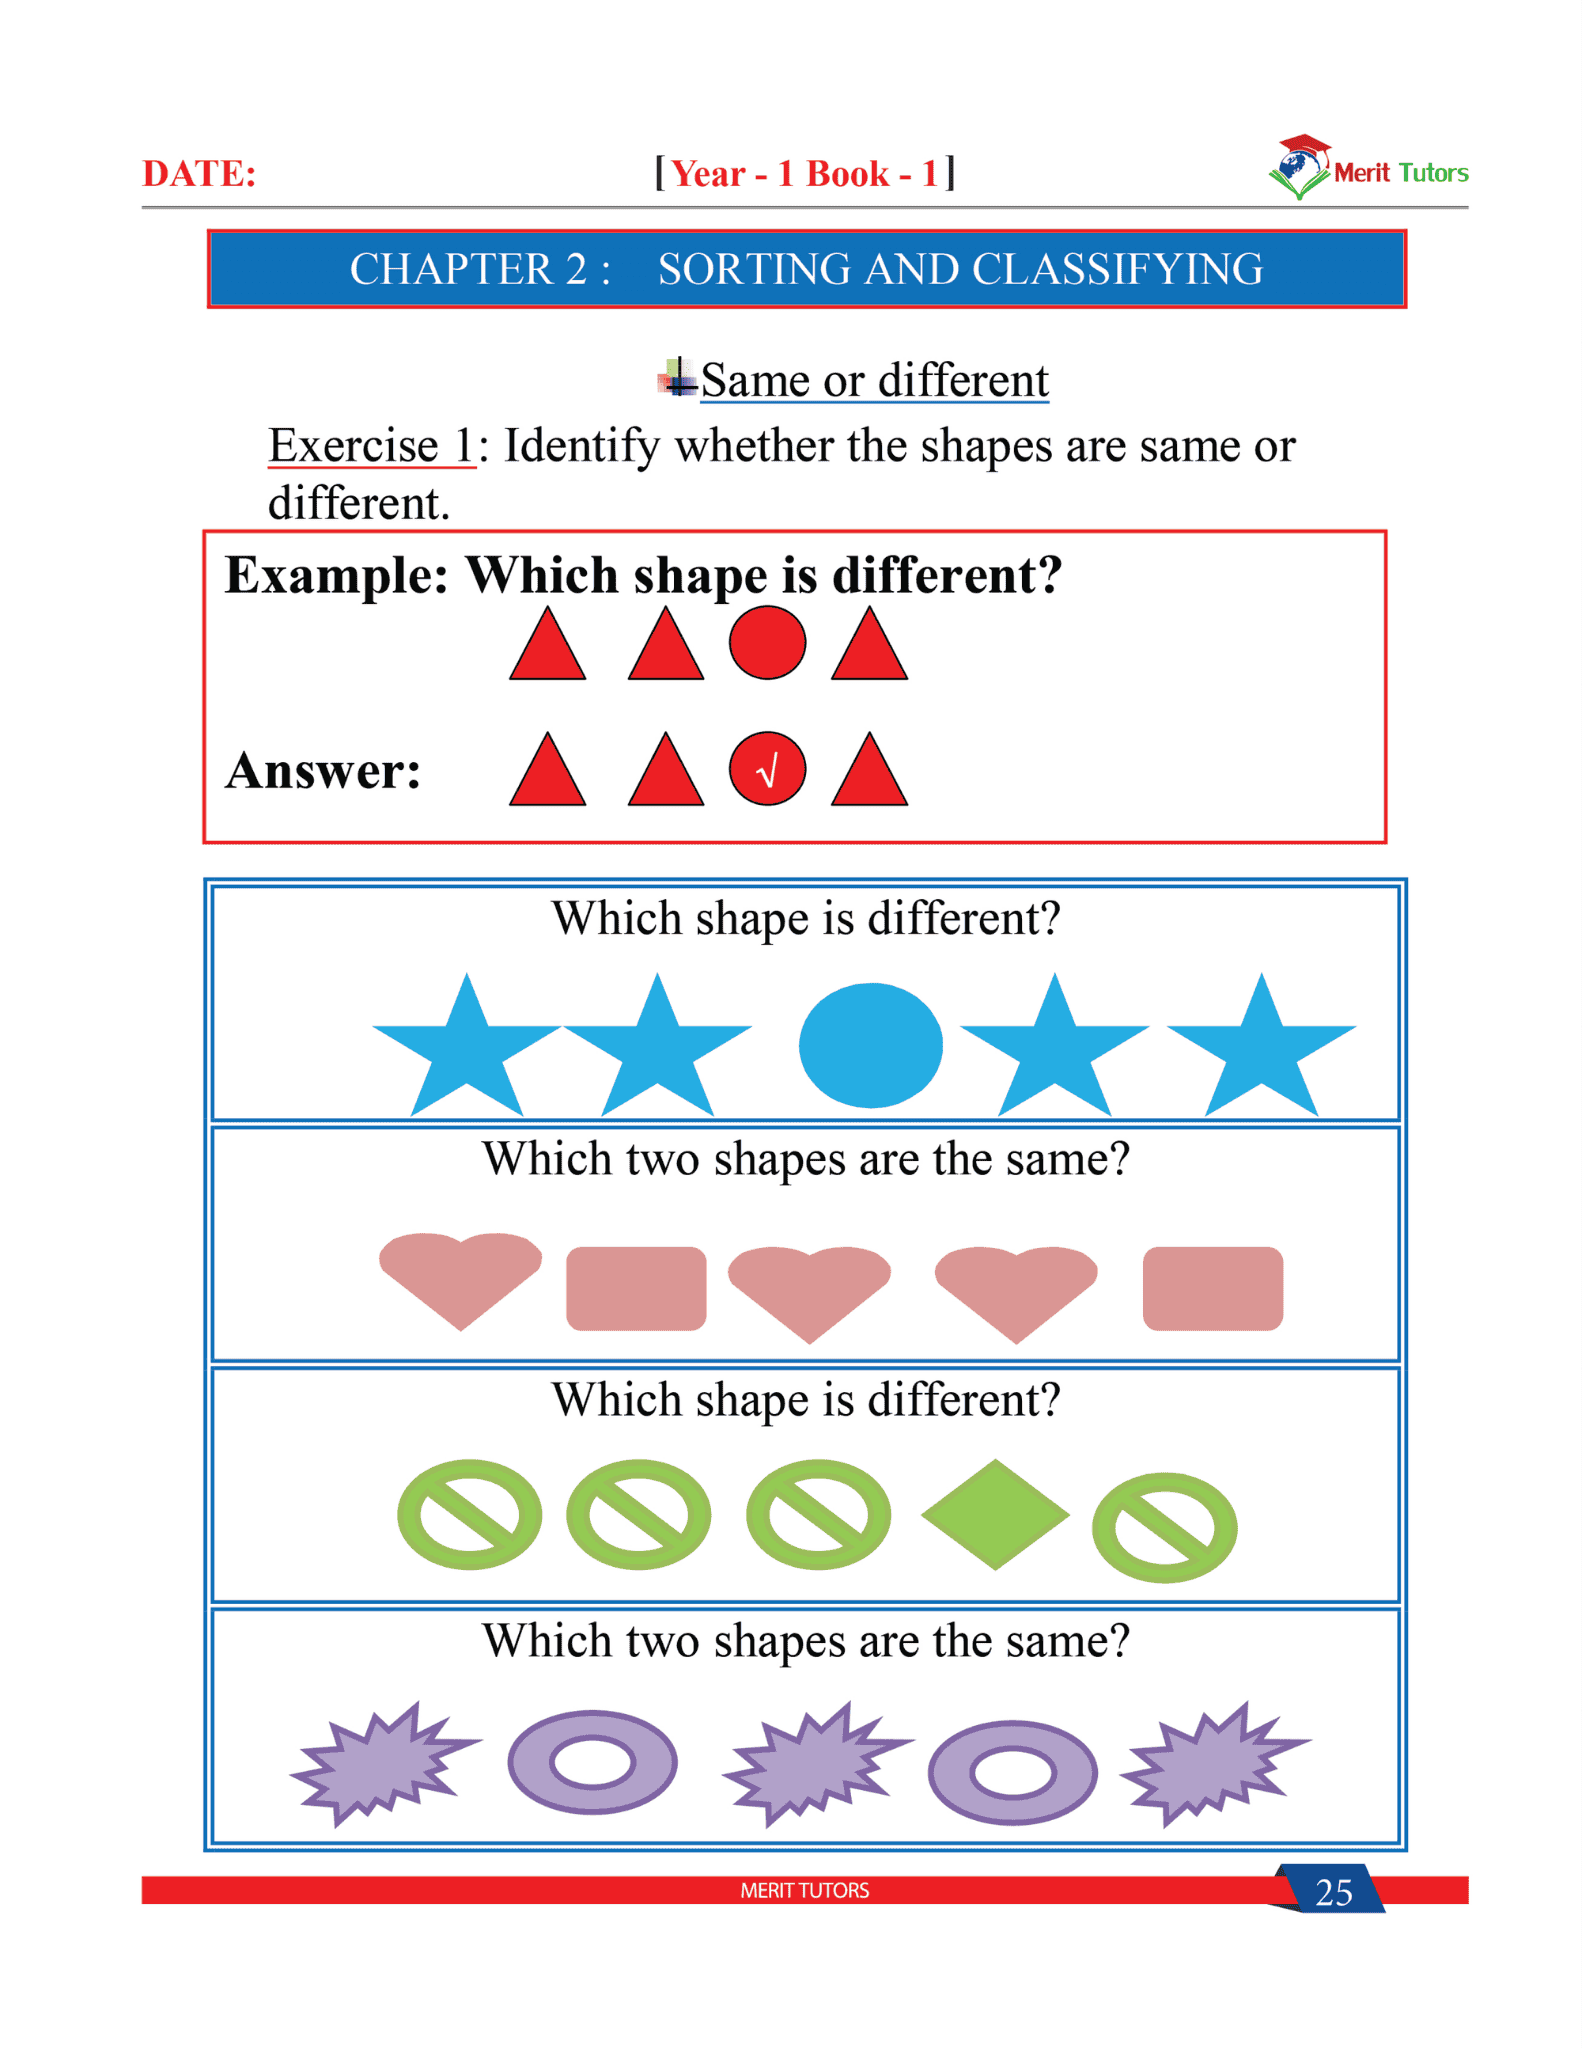 DATE:
[Year - 1 Book - 1]
Merit Tutors
CHAPTER 2 : SORTING AND CLASSIFYING
Same or different
Exercise 1: Identify whether the shapes are same or
different.
Example: Which shape is different?
Answer:
√
Which shape is different?
Which two shapes are the same?
Which shape is different?
Which two shapes are the same?
MERIT TUTORS
25